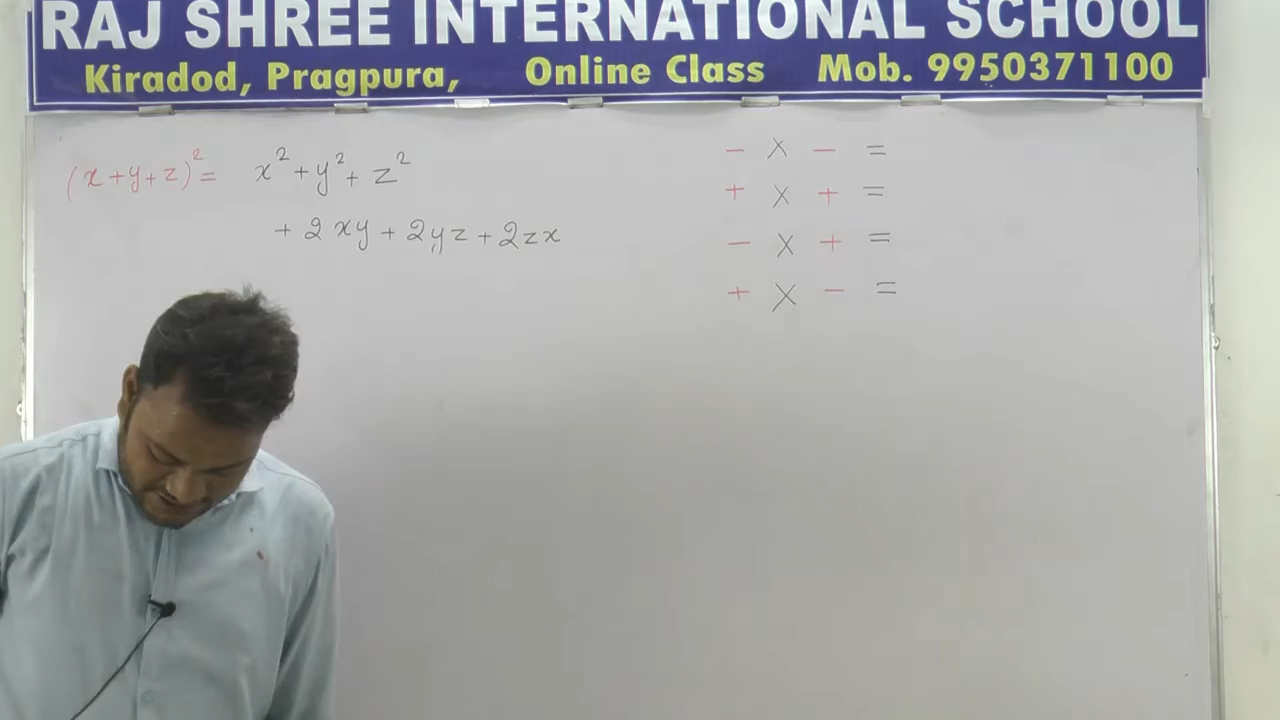 RAJ SHREE INTERNATIONAL SCHOOL
Kiradod, Pragpura, Online Class Mob. 9950371100
(x+y+z)² = x² + y² + z²
+ 2xy + 2yz + 2zx
- × - =
+ × + =
- × + =
+ × - =